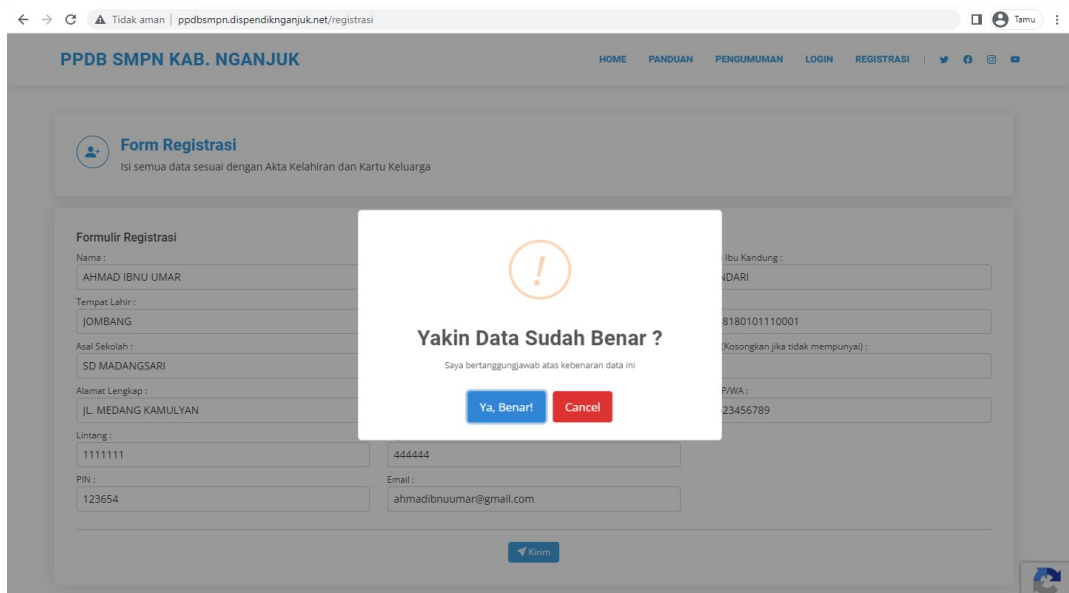 Tidak aman | ppdbsmpn.dispendiknganjuk.net/registrasi
Tamu
PPDB SMPN KAB. NGANJUK
HOME PANDUAN PENGUMUMAN LOGIN REGISTRASI
Form Registrasi
Isi semua data sesuai dengan Akta Kelahiran dan Kartu Keluarga
Formulir Registrasi
Nama :
AHMAD IBNU UMAR
Ibu Kandung :
NDARI
Tempat Lahir :
JOMBANG
8180101110001
Asal Sekolah :
SD MADANGSARI
(Kosongkan jika tidak mempunyai) :
Alamat Lengkap :
JL. MEDANG KAMULYAN
P/WA :
23456789
Lintang :
1111111
444444
PIN :
123654
Email :
ahmadibnuumar@gmail.com
Kirim
!
Yakin Data Sudah Benar ?
Saya bertanggungjawab atas kebenaran data ini
Ya, Benar!
Cancel